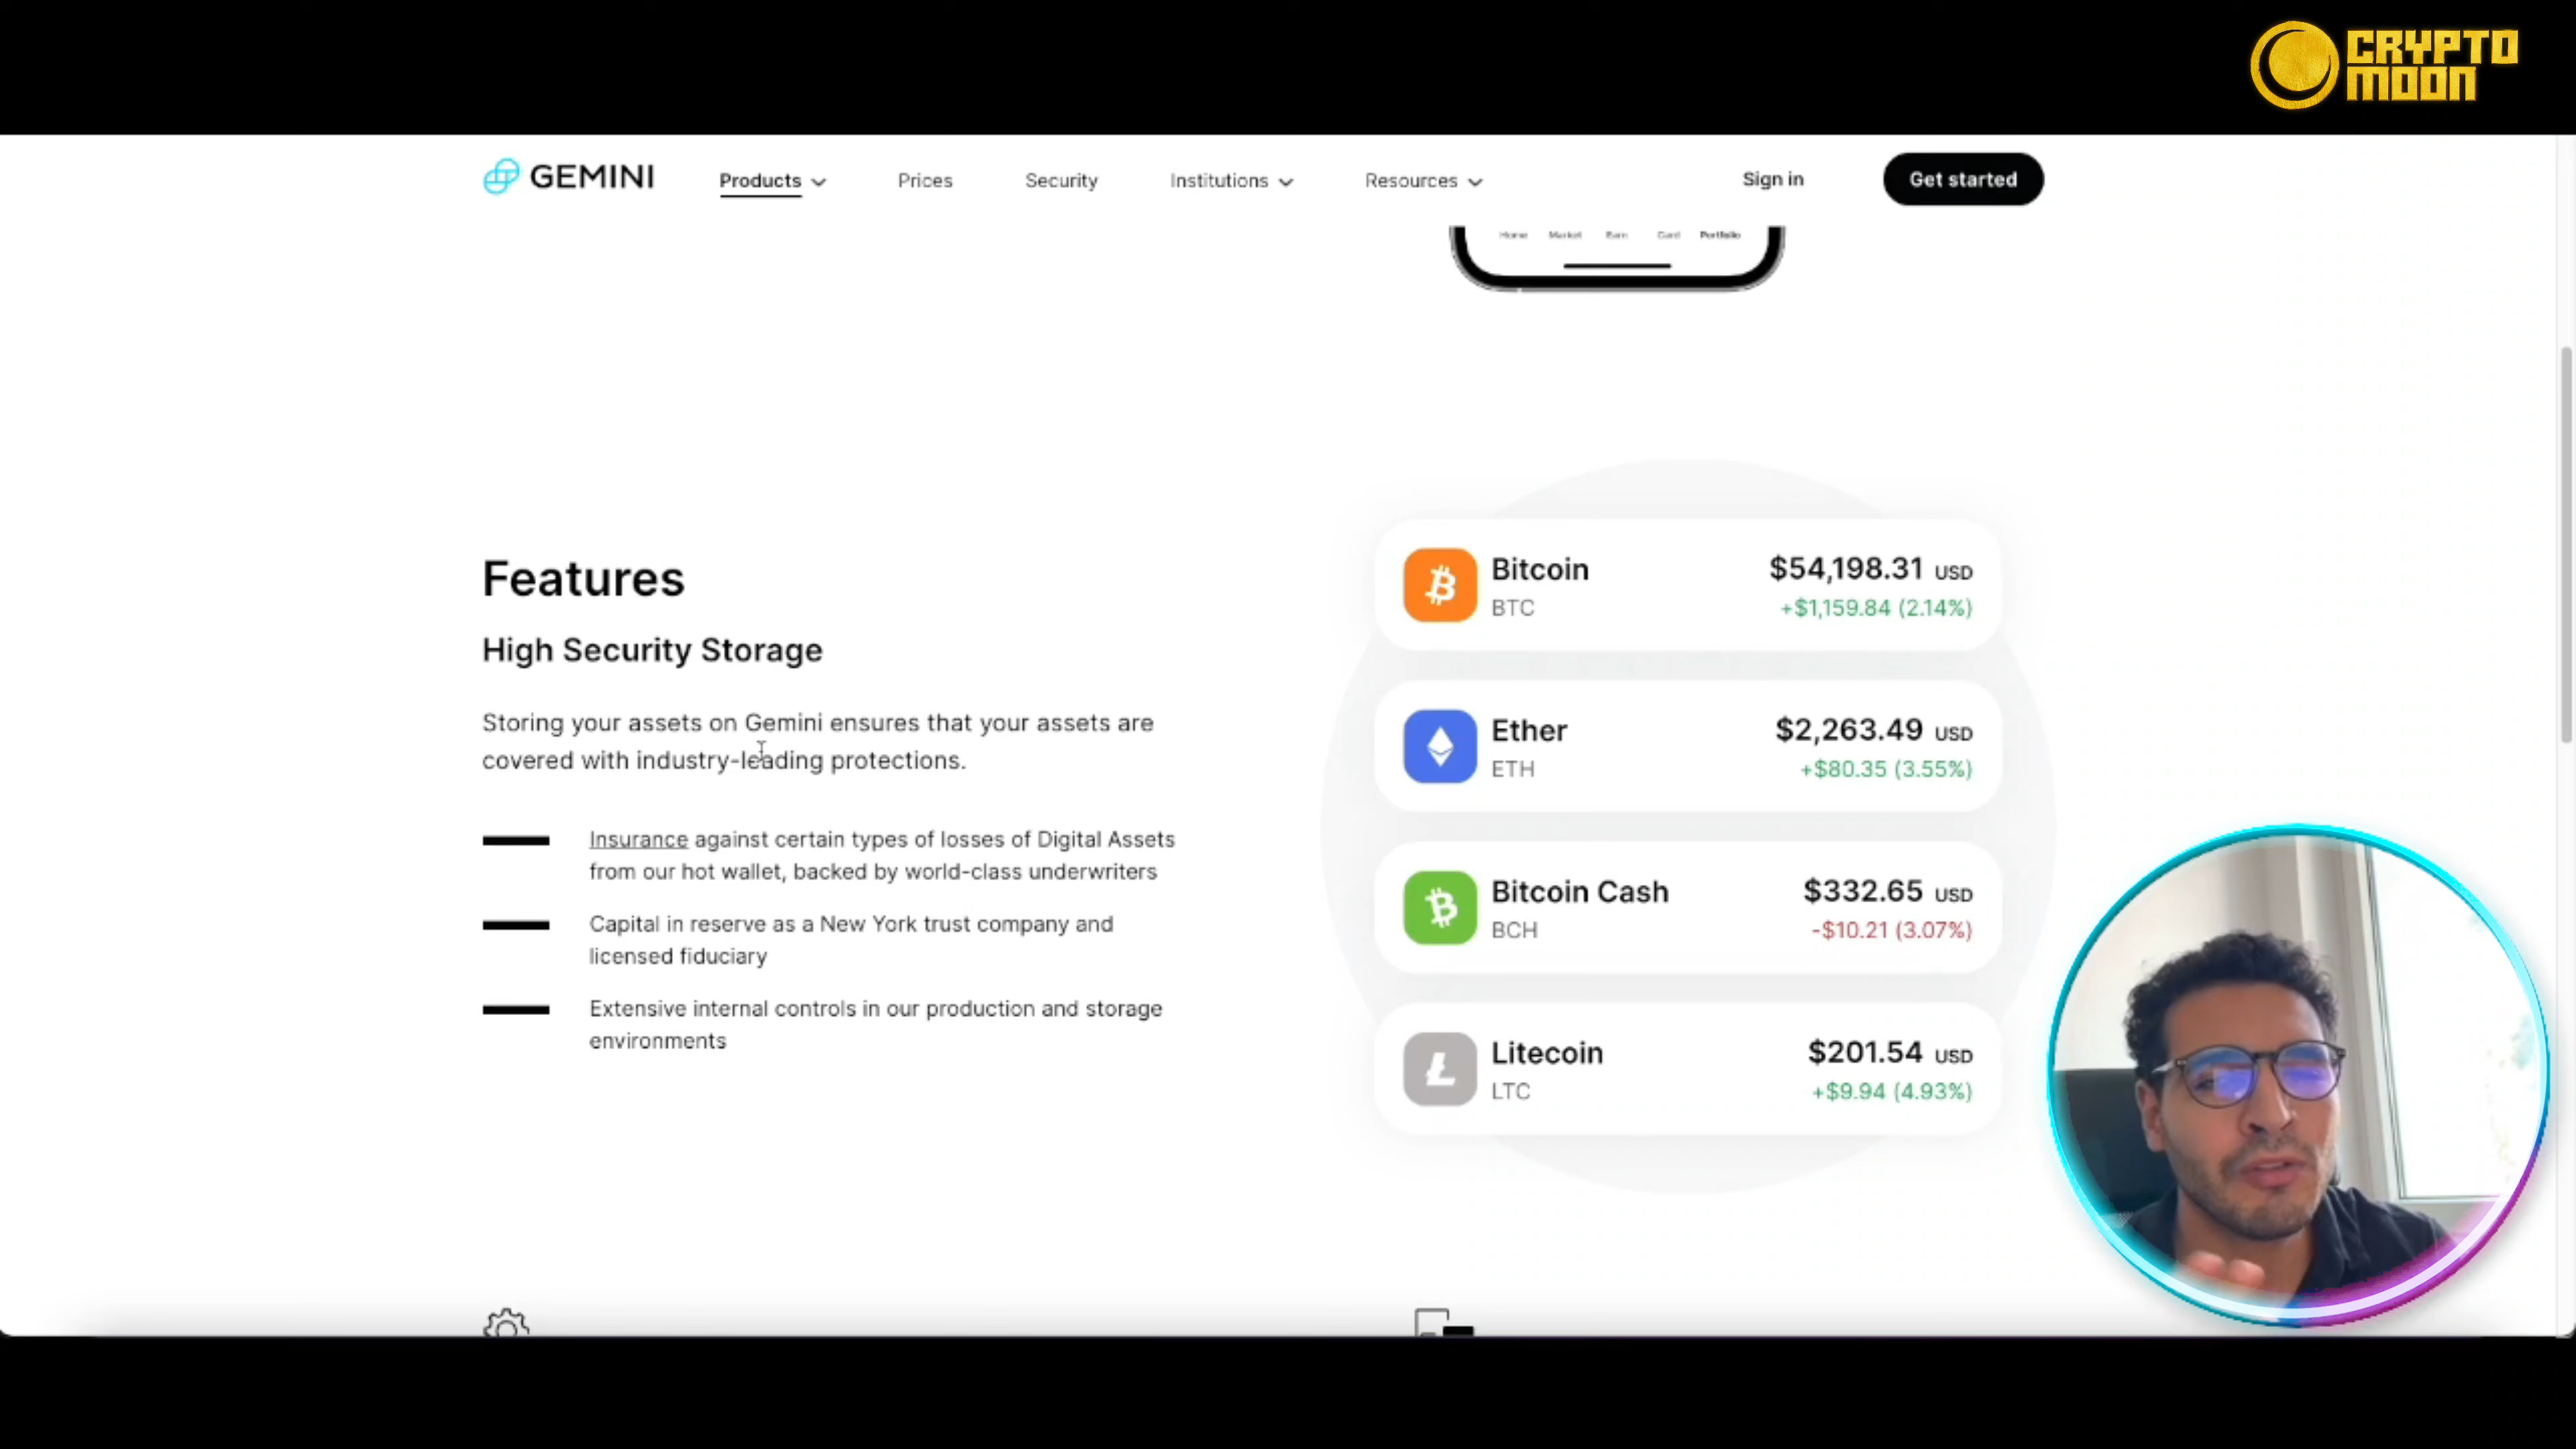 CRYPTO
MOON
GEMINI
Products
Prices
Security
Institutions
Resources
Sign in
Get started
Home
Market
Earn
Card
Portfolio
Features
High Security Storage
Storing your assets on Gemini ensures that your assets are
covered with industry-leading protections.
Insurance against certain types of losses of Digital Assets
from our hot wallet, backed by world-class underwriters
Capital in reserve as a New York trust company and
licensed fiduciary
Extensive internal controls in our production and storage
environments
Bitcoin
$54,198.31 USD
BTC
+$1,159.84 (2.14%)
Ether
$2,263.49 USD
ETH
+$80.35 (3.55%)
Bitcoin Cash
$332.65 USD
BCH
-$10.21 (3.07%)
Litecoin
$201.54 USD
LTC
+$9.94 (4.93%)